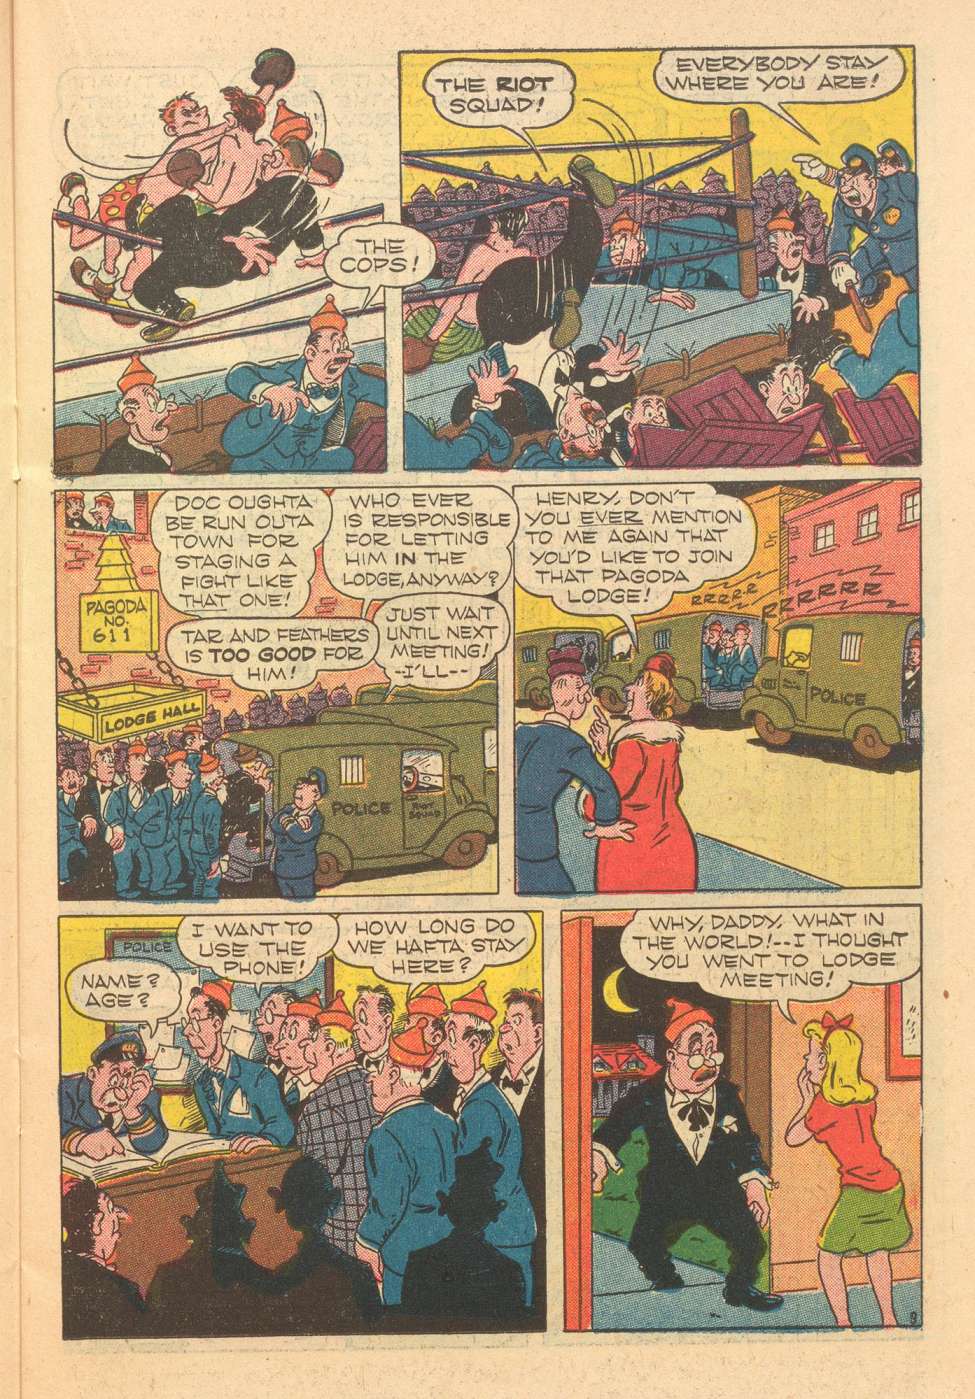 THE
COPS!
THE RIOT
SQUAD!
EVERYBODY STAY
WHERE YOU ARE!
DOC OUGHTA
BE RUN OUTA
TOWN FOR
STAGING A
FIGHT LIKE
THAT ONE!
WHO EVER
IS RESPONSIBLE
FOR LETTING
HIM IN THE
LODGE, ANYWAY?
TAR AND FEATHERS
IS TOO GOOD FOR
HIM!
JUST WAIT
UNTIL NEXT
MEETING!
--I'LL--
PAGODA
NO.
611
LODGE HALL
POLICE
RIOT
SQUAD
HENRY, DON'T
YOU EVER MENTION
TO ME AGAIN THAT
YOU'D LIKE TO JOIN
THAT PAGODA
LODGE!
RRRR-R
RRRRRR
POLICE
NAME?
AGE?
POLICE
I WANT TO
USE THE
PHONE!
HOW LONG DO
WE HAFTA STAY
HERE?
WHY, DADDY, WHAT IN
THE WORLD!--I THOUGHT
YOU WENT TO LODGE
MEETING!